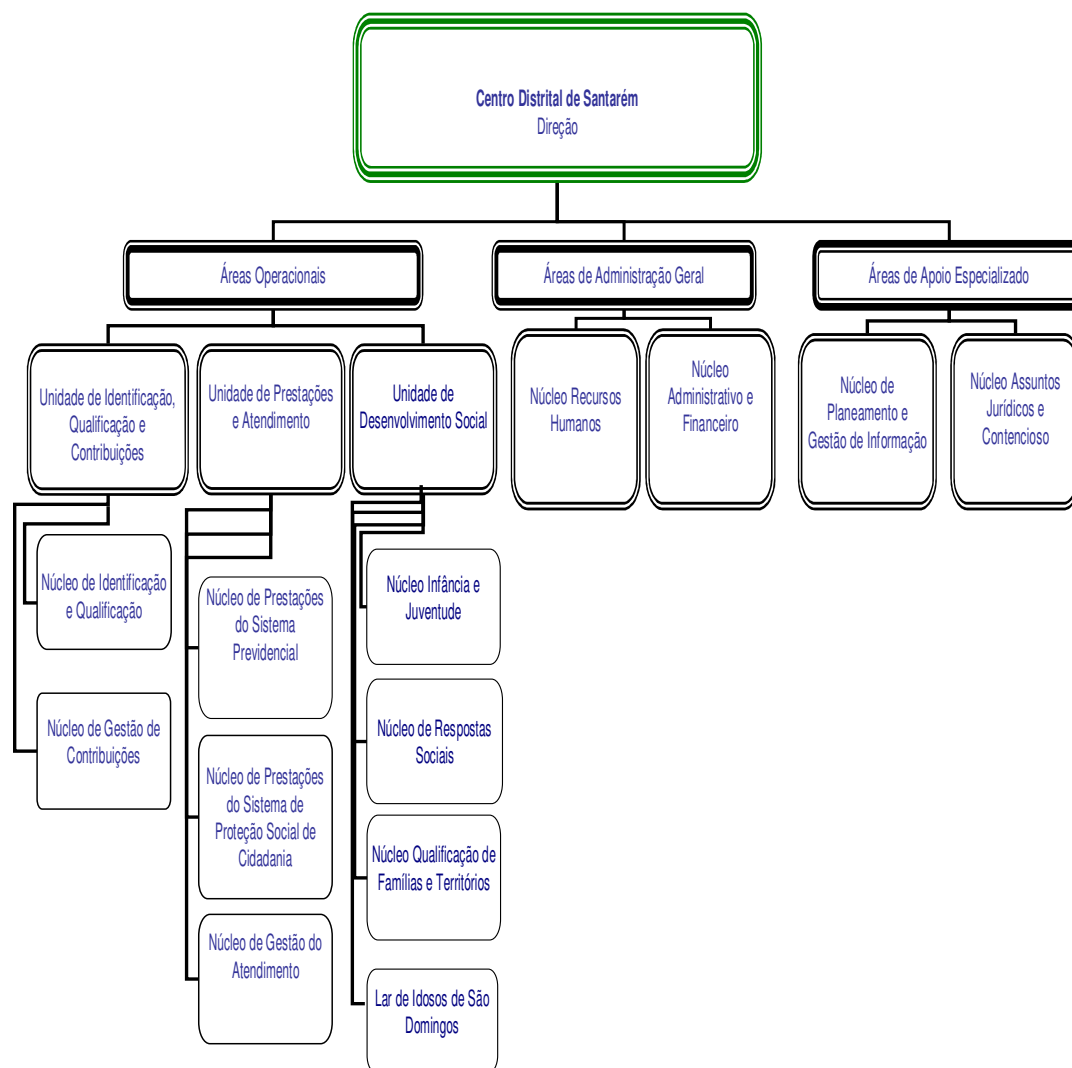 Centro Distrital de Santarém
Direção
Áreas Operacionais
Áreas de Administração Geral
Áreas de Apoio Especializado
Unidade de Identificação,
Qualificação e
Contribuições
Unidade de Prestações
e Atendimento
Unidade de
Desenvolvimento Social
Núcleo Recursos
Humanos
Núcleo
Administrativo e
Financeiro
Núcleo de
Planeamento e
Gestão de Informação
Núcleo Assuntos
Jurídicos e
Contencioso
Núcleo de Identificação
e Qualificação
Núcleo de Gestão de
Contribuições
Núcleo de Prestações
do Sistema
Previdencial
Núcleo de Prestações
do Sistema de
Proteção Social de
Cidadania
Núcleo de Gestão do
Atendimento
Núcleo Infância e
Juventude
Núcleo de Respostas
Sociais
Núcleo Qualificação de
Famílias e Territórios
Lar de Idosos de São
Domingos